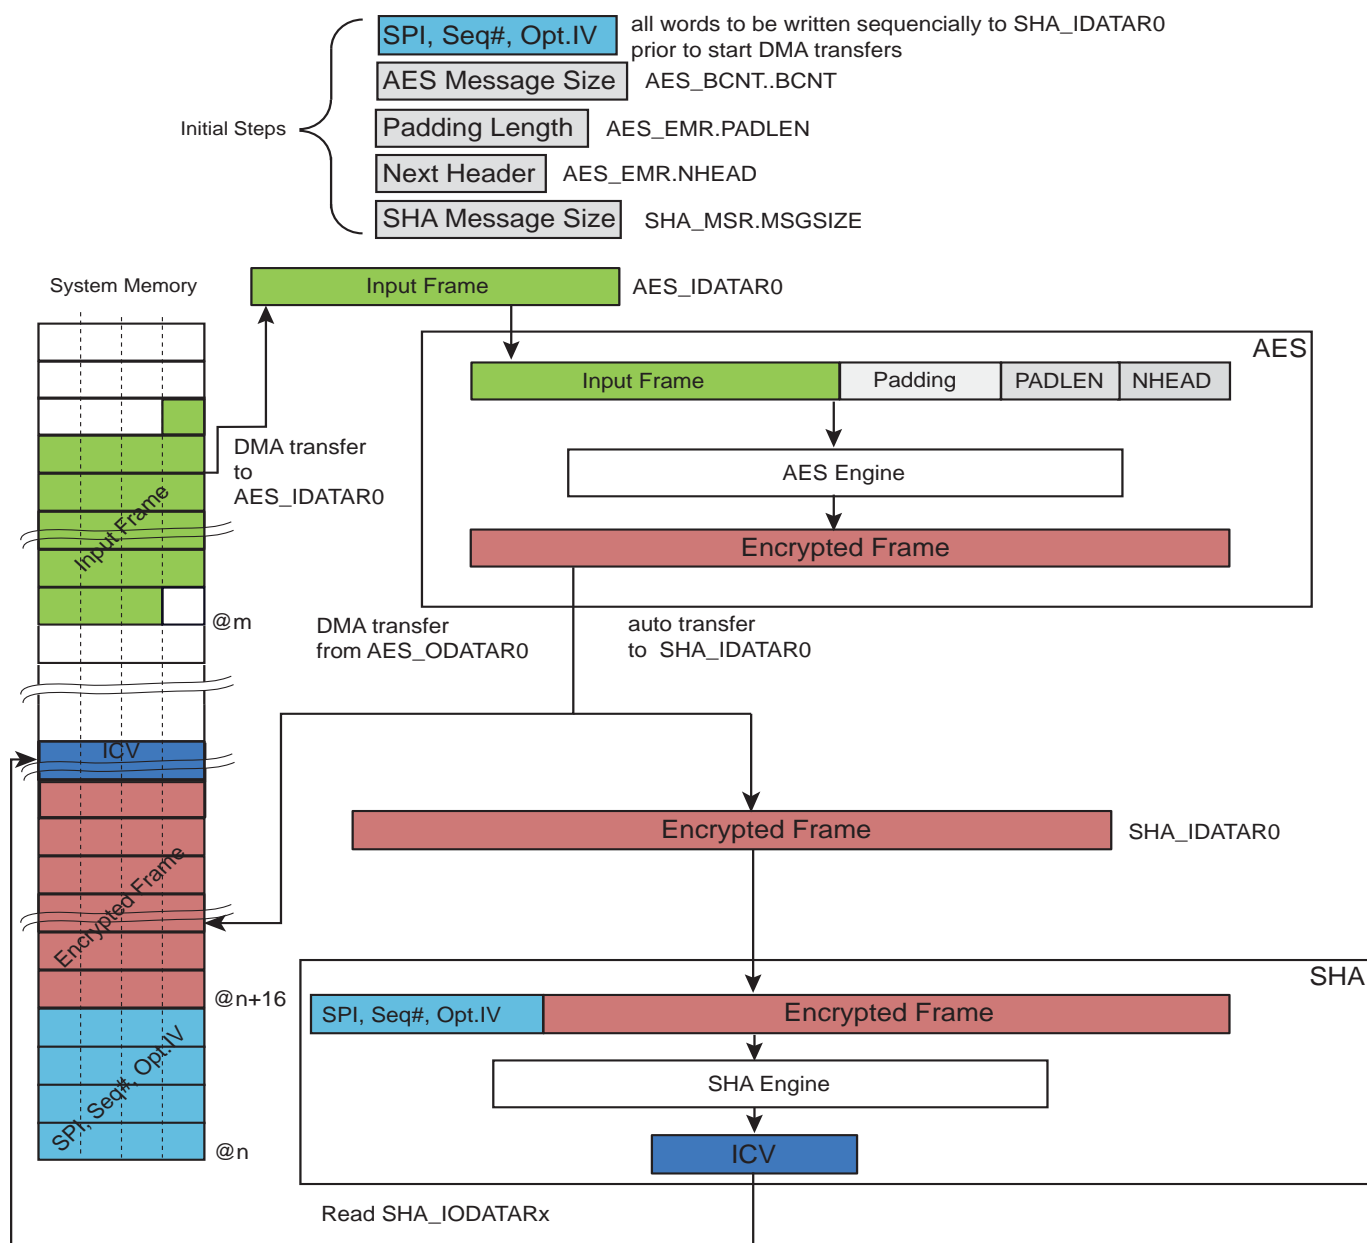 SPI, Seq#, Opt.IV
all words to be written sequencially to SHA_IDATAR0
prior to start DMA transfers
AES Message Size
AES_BCNT..BCNT
Initial Steps
Padding Length
AES_EMR.PADLEN
Next Header
AES_EMR.NHEAD
SHA Message Size
SHA_MSR.MSGSIZE
System Memory
Input Frame
AES_IDATAR0
AES
Input Frame
Padding
PADLEN
NHEAD
DMA transfer
to
AES_IDATAR0
AES Engine
Input Frame
Encrypted Frame
@m
DMA transfer
from AES_ODATAR0
auto transfer
to SHA_IDATAR0
ICV
Encrypted Frame
SHA_IDATAR0
Encrypted Frame
SHA
@n+16
SPI, Seq#, Opt.IV
Encrypted Frame
SPI, Seq#, Opt.IV
SHA Engine
@n
ICV
Read SHA_IODATARx